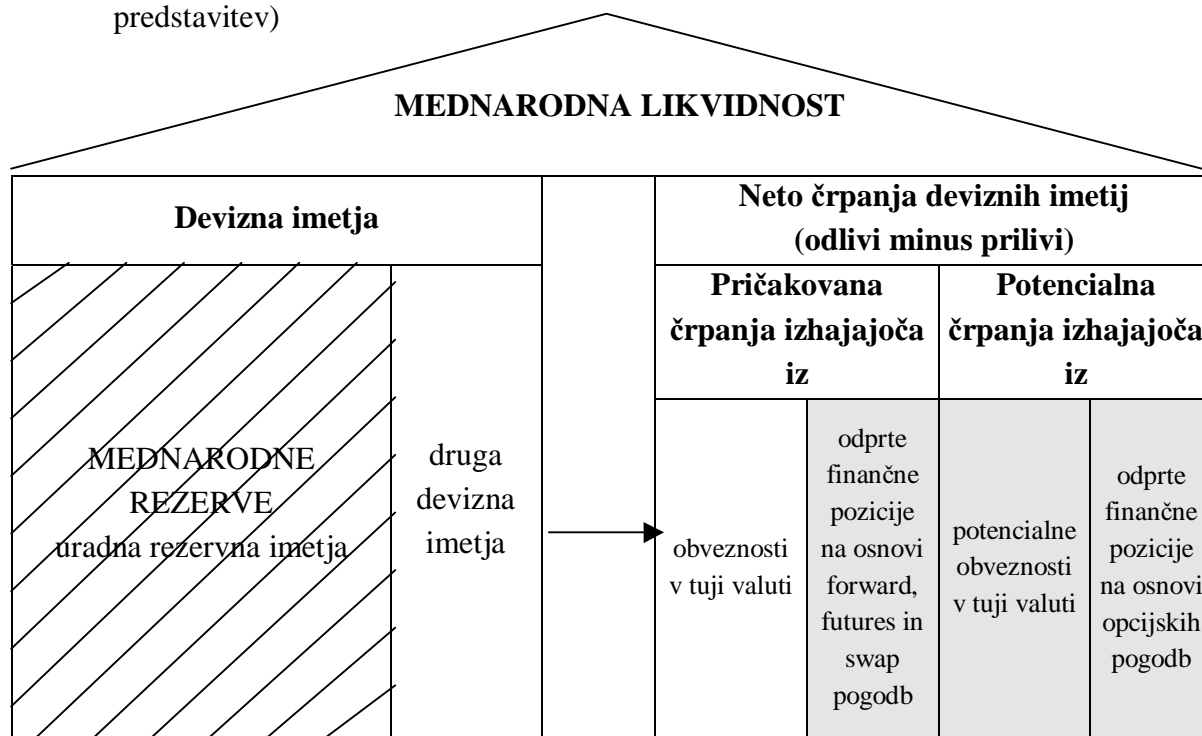 predstavitev)
MEDNARODNA LIKVIDNOST
Devizna imetja
Neto črpanja deviznih imetij
(odlivi minus prilivi)
Pričakovana
črpanja izhajajoča
iz
Potencialna
črpanja izhajajoča
iz
MEDNARODNE
REZERVE
uradna rezervna imetja
druga
devizna
imetja
obveznosti
v tuji valuti
odprte
finančne
pozicije
na osnovi
forward,
futures in
swap
pogodb
potencialne
obveznosti
v tuji valuti
odprte
finančne
pozicije
na osnovi
opcijskih
pogodb